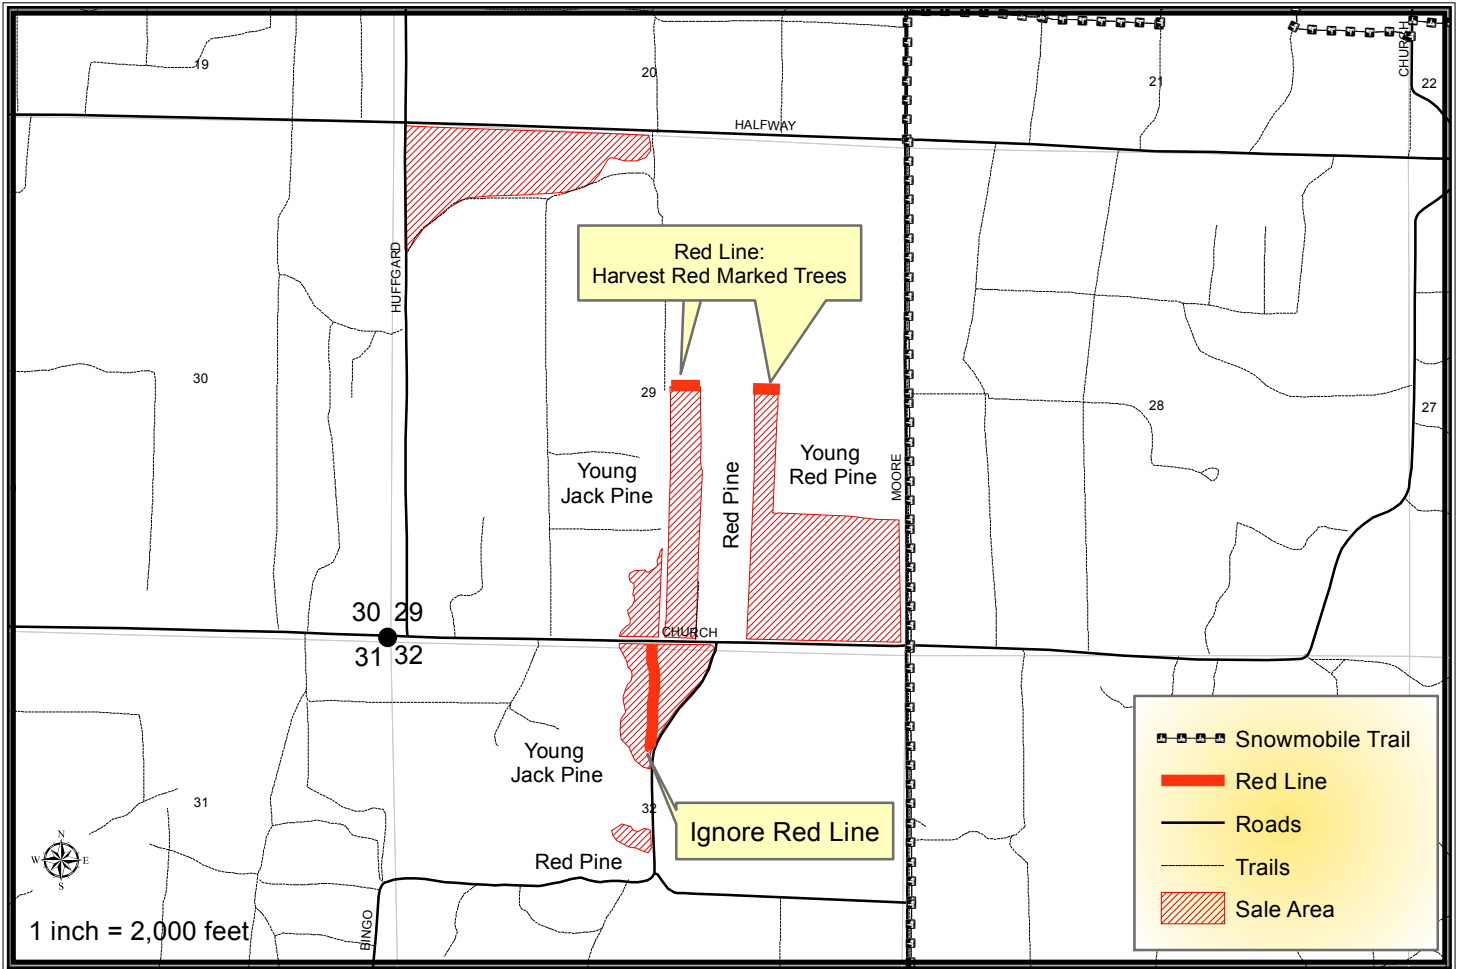 19
20
21
22
CHURCH
HALFWAY
HUFFGARD
Red Line:
Harvest Red Marked Trees
30
29
28
27
Young
Jack Pine
Red Pine
Young
Red Pine
MOORE
30 29
31 32
CHURCH
Young
Jack Pine
31
32
Ignore Red Line
Red Pine
N
W E
S
BINGO
1 inch = 2,000 feet
Snowmobile Trail
Red Line
Roads
Trails
Sale Area